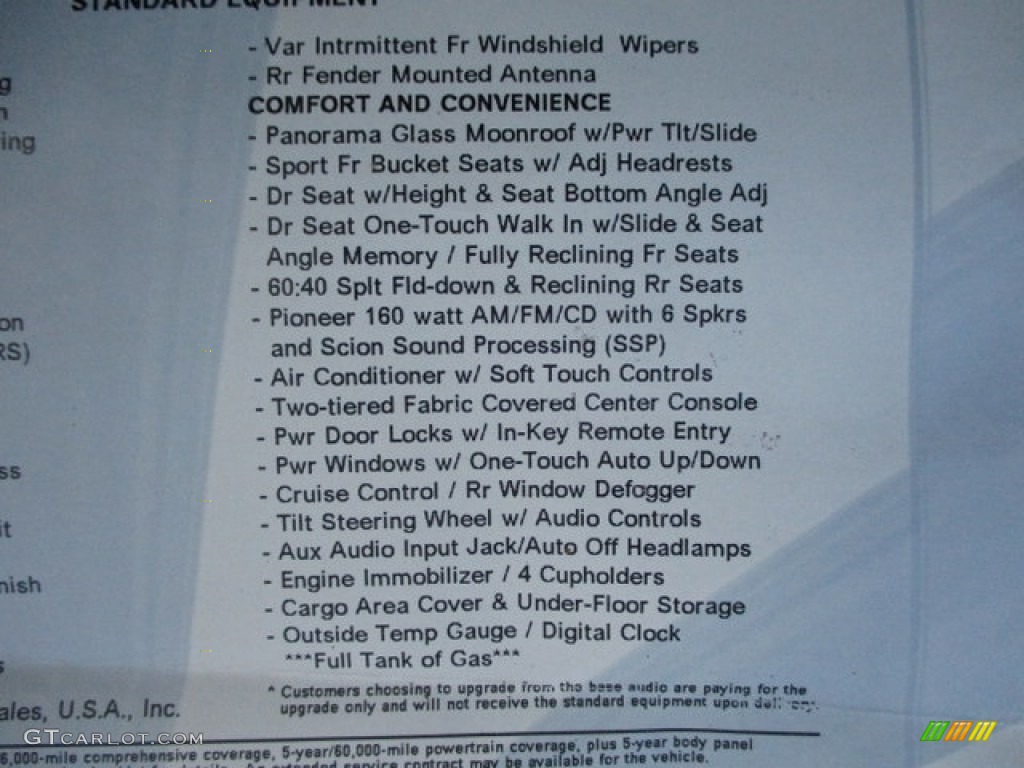 STANDARD EQUIPMENT
- Var Intrmittent Fr Windshield Wipers
- Rr Fender Mounted Antenna
COMFORT AND CONVENIENCE
- Panorama Glass Moonroof w/Pwr Tlt/Slide
- Sport Fr Bucket Seats w/ Adj Headrests
- Dr Seat w/Height & Seat Bottom Angle Adj
- Dr Seat One-Touch Walk In w/Slide & Seat
Angle Memory / Fully Reclining Fr Seats
- 60:40 Splt Fld-down & Reclining Rr Seats
- Pioneer 160 watt AM/FM/CD with 6 Spkrs
and Scion Sound Processing (SSP)
- Air Conditioner w/ Soft Touch Controls
- Two-tiered Fabric Covered Center Console
- Pwr Door Locks w/ In-Key Remote Entry
- Pwr Windows w/ One-Touch Auto Up/Down
- Cruise Control / Rr Window Defogger
- Tilt Steering Wheel w/ Audio Controls
- Aux Audio Input Jack/Auto Off Headlamps
- Engine Immobilizer / 4 Cupholders
- Cargo Area Cover & Under-Floor Storage
- Outside Temp Gauge / Digital Clock
***Full Tank of Gas***
* Customers choosing to upgrade from the base audio are paying for the
upgrade only and will not receive the standard equipment upon delivery.
g
n
ing
on
RS)
ss
it
nish
s
ales, U.S.A., Inc.
GTCARLOT.COM
6,000-mile comprehensive coverage, 5-year/60,000-mile powertrain coverage, plus 5-year body panel
service contract may be available for the vehicle.